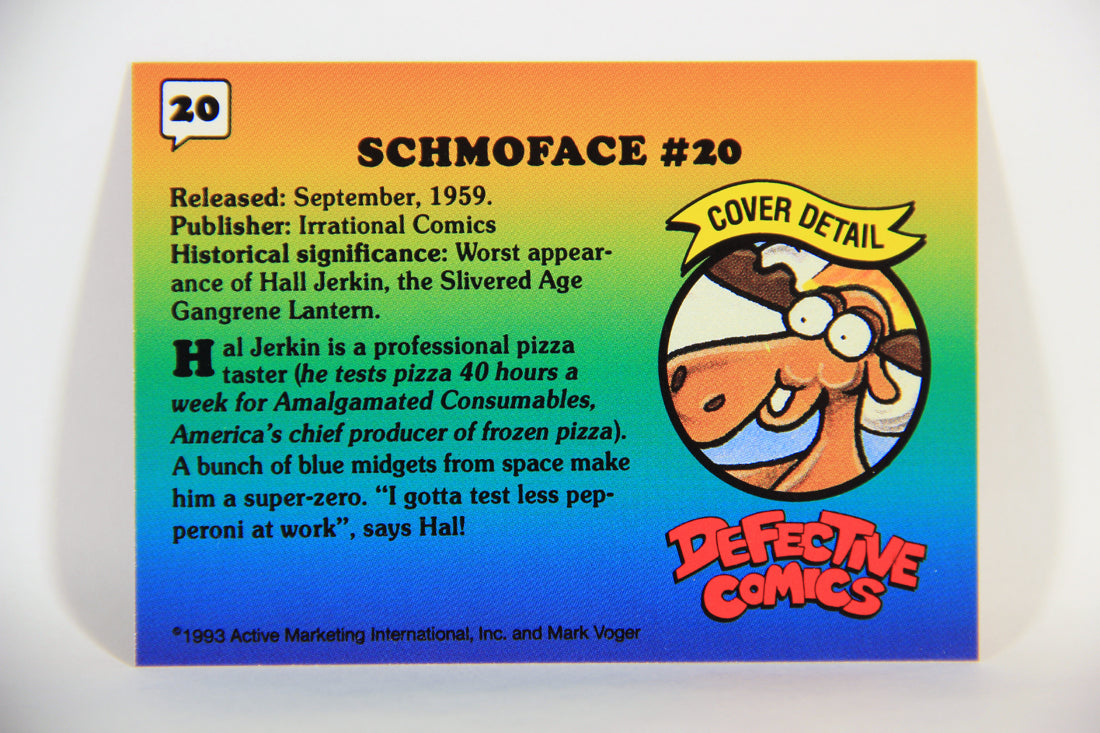 20
SCHMOFACE #20
Released: September, 1959.
Publisher: Irrational Comics
Historical significance: Worst appear-
ance of Hall Jerkin, the Slivered Age
Gangrene Lantern.
Hal Jerkin is a professional pizza
taster (he tests pizza 40 hours a
week for Amalgamated Consumables,
America's chief producer of frozen pizza).
A bunch of blue midgets from space make
him a super-zero. “I gotta test less pep-
peroni at work”, says Hal!
COVER DETAIL
DEFECTIVE
COMICS
©1993 Active Marketing International, Inc. and Mark Voger